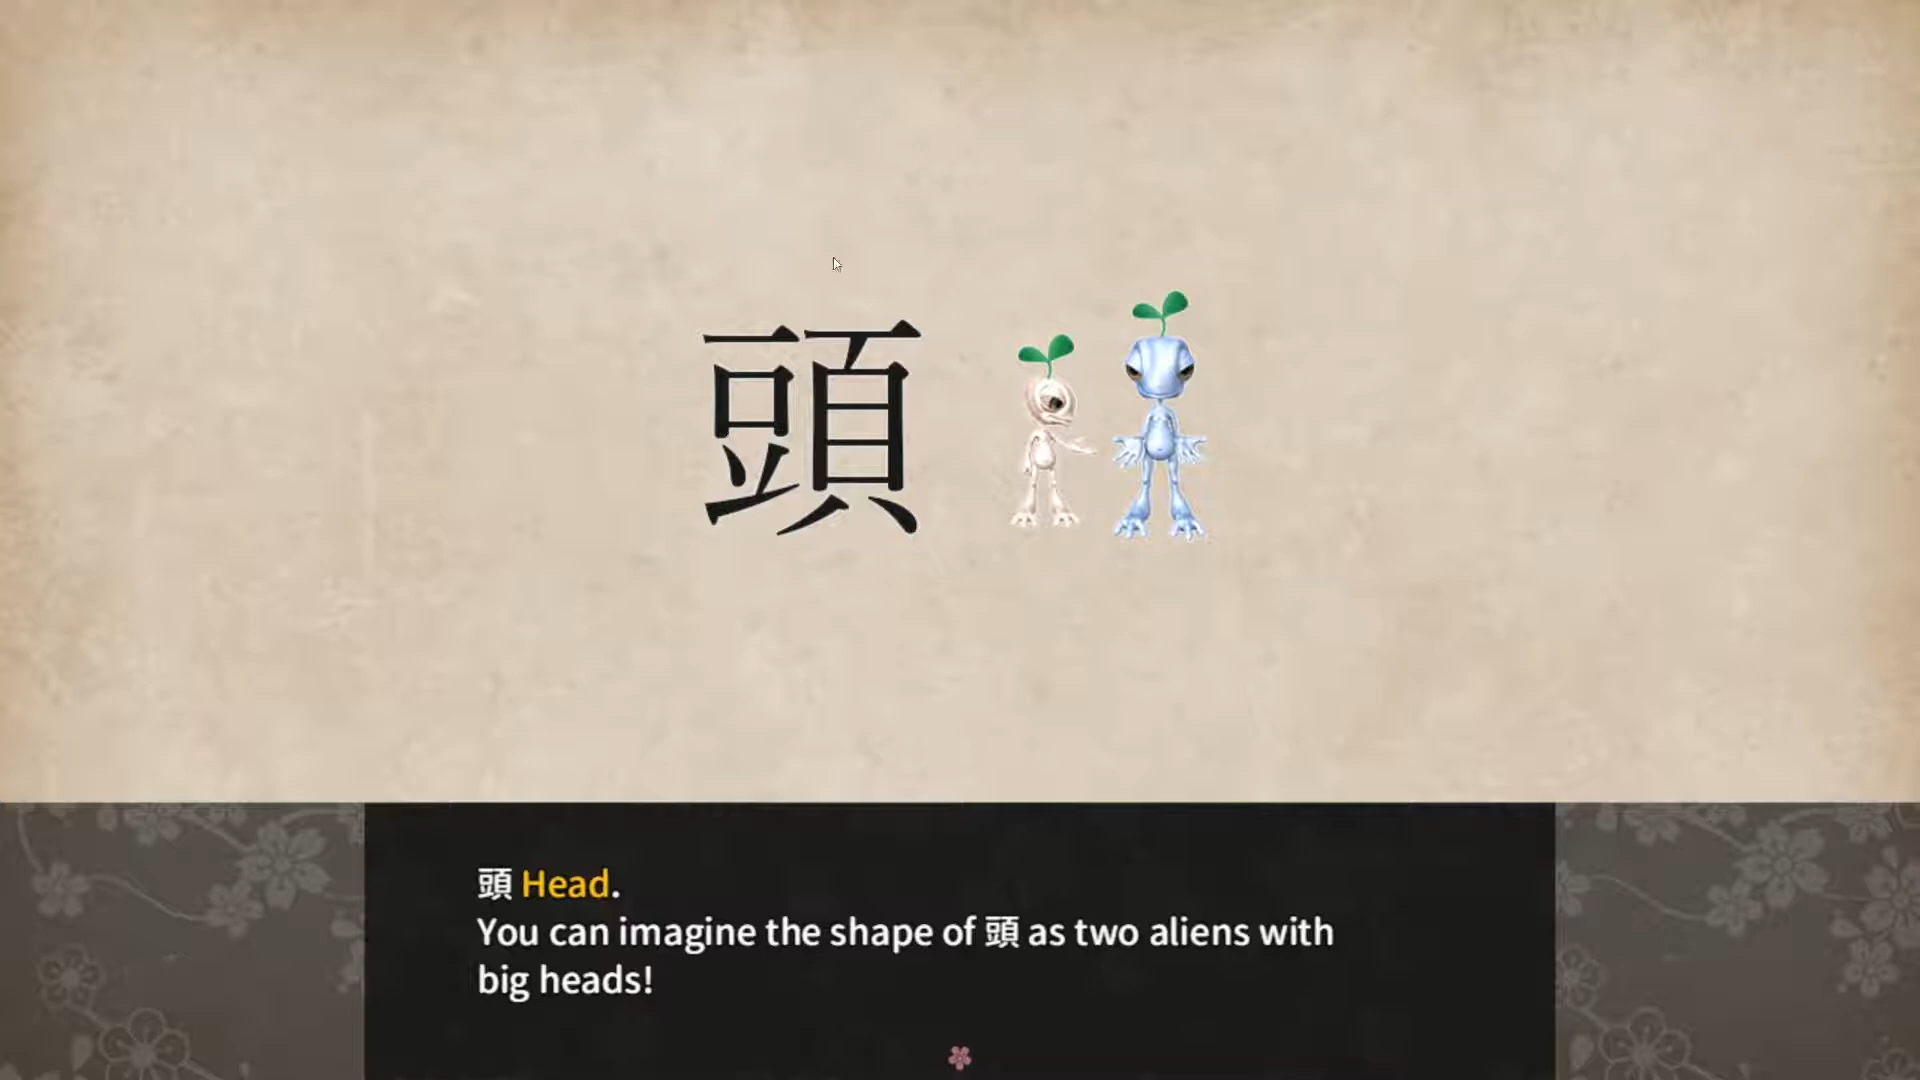 頭
頭 Head.
You can imagine the shape of 頭 as two aliens with
big heads!